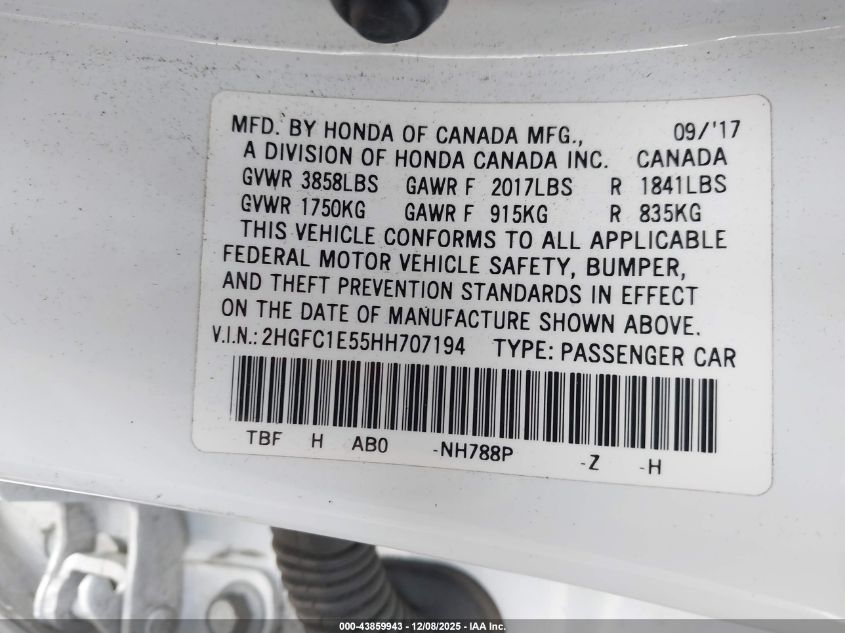 MFD. BY HONDA OF CANADA MFG., 09/'17
A DIVISION OF HONDA CANADA INC. CANADA
GVWR 3858LBS GAWR F 2017LBS R 1841LBS
GVWR 1750KG GAWR F 915KG R 835KG
THIS VEHICLE CONFORMS TO ALL APPLICABLE
FEDERAL MOTOR VEHICLE SAFETY, BUMPER,
AND THEFT PREVENTION STANDARDS IN EFFECT
ON THE DATE OF MANUFACTURE SHOWN ABOVE.
V.I.N.: 2HGFC1E55HH707194 TYPE: PASSENGER CAR
TBF H AB0 -NH788P -Z -H
000-43859943 - 12/08/2025 - IAA Inc.